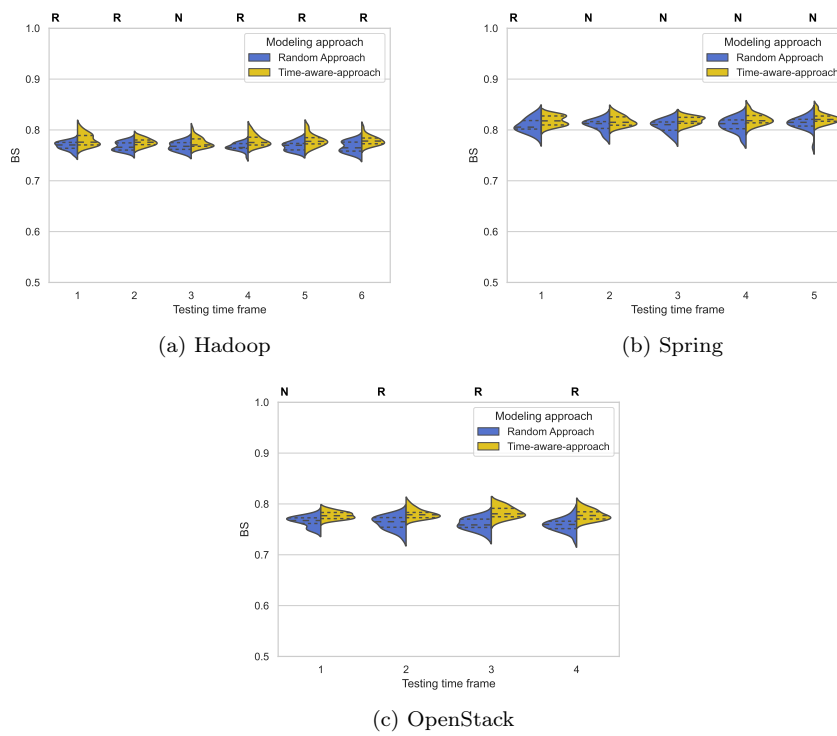 R R N R R R
1.0
Modeling approach
Random Approach
Time-aware-approach
0.9
0.8
BS
0.7
0.6
0.5
1 2 3 4 5 6
Testing time frame
(a) Hadoop
R N N N N
1.0
Modeling approach
Random Approach
Time-aware-approach
0.9
0.8
BS
0.7
0.6
0.5
1 2 3 4 5
Testing time frame
(b) Spring
N R R R
1.0
Modeling approach
Random Approach
Time-aware-approach
0.9
0.8
BS
0.7
0.6
0.5
1 2 3 4
Testing time frame
(c) OpenStack